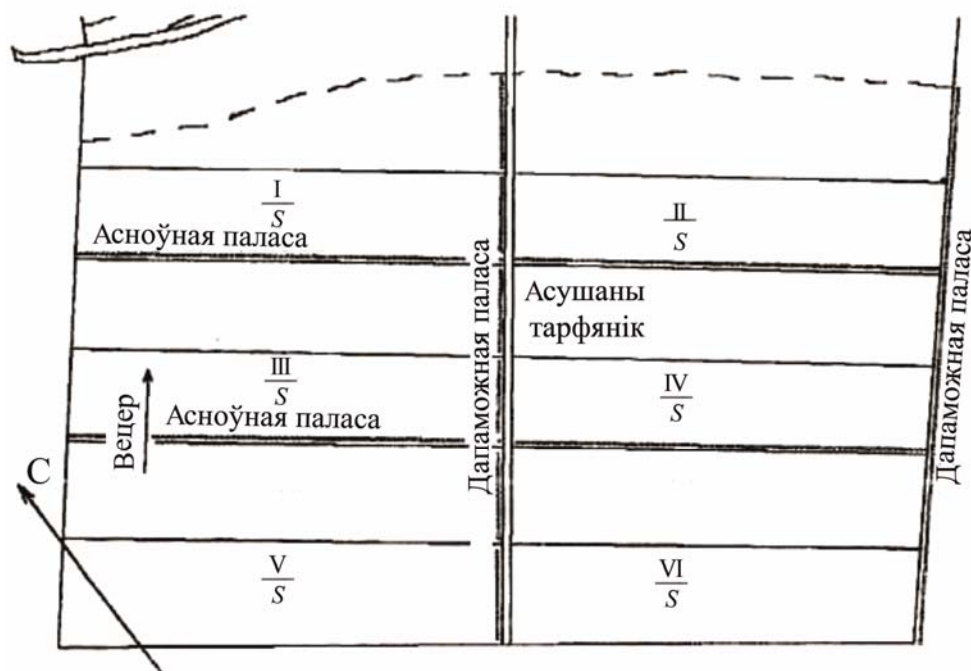 I
S
II
S
Асноўная паласа
Асушаны
тарфянік
Дапаможная паласа
Дапаможная паласа
III
S
IV
S
Асноўная паласа
Вецер
С
V
S
VI
S